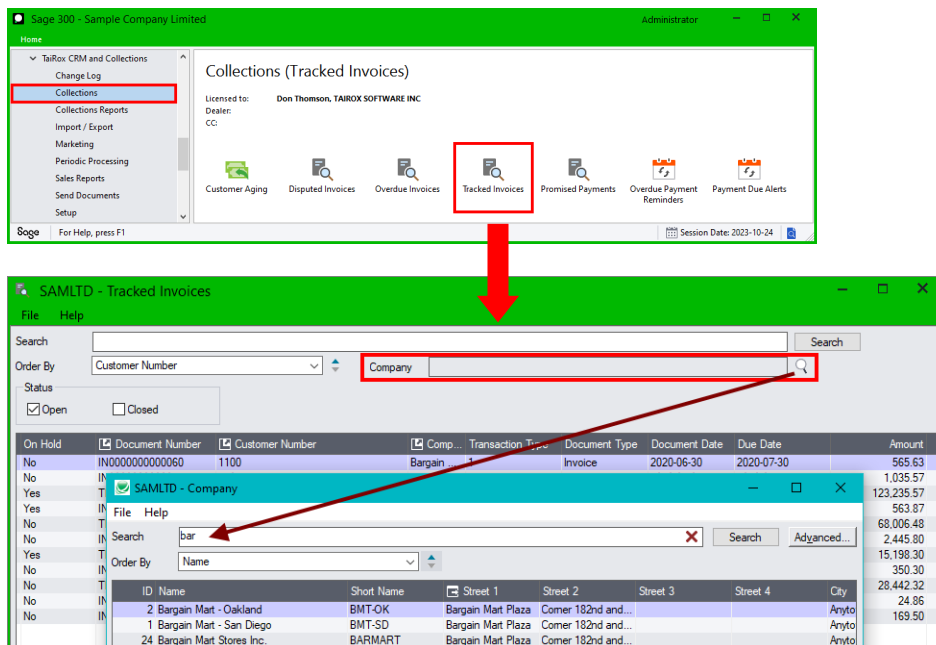 Sage 300 - Sample Company Limited
Administrator
Home
TaiRox CRM and Collections
Change Log
Collections
Collections Reports
Import / Export
Marketing
Periodic Processing
Sales Reports
Send Documents
Setup
Collections (Tracked Invoices)
Licensed to: Don Thomson, TAIROX SOFTWARE INC
Dealer:
CC:
Customer Aging Disputed Invoices Overdue Invoices Tracked Invoices Promised Payments Overdue Payment Reminders Payment Due Alerts
Sage For Help, press F1 Session Date: 2023-10-24
SAMLTD - Tracked Invoices
File Help
Search Search
Order By Customer Number Company
Status
Open Closed
On Hold Document Number Customer Number Comp... Transaction Type Document Type Document Date Due Date Amount
No IN0000000000060 1100 Bargain ... 1 Invoice 2020-06-30 2020-07-30 565.63
No IN 1,035.57
Yes T 123,235.57
Yes IN 563.87
No T 68,006.48
No IN 2,445.80
Yes T 15,198.30
No IN 350.30
No T 28,442.32
No IN 24.86
No IN 169.50
SAMLTD - Company
File Help
Search bar Search Advanced...
Order By Name
ID Name Short Name Street 1 Street 2 Street 3 Street 4 City
2 Bargain Mart - Oakland BMT-OK Bargain Mart Plaza Corner 182nd and... Anyto
1 Bargain Mart - San Diego BMT-SD Bargain Mart Plaza Corner 182nd and... Anyto
24 Bargain Mart Stores Inc. BARMART Bargain Mart Plaza Corner 182nd and... Anyto